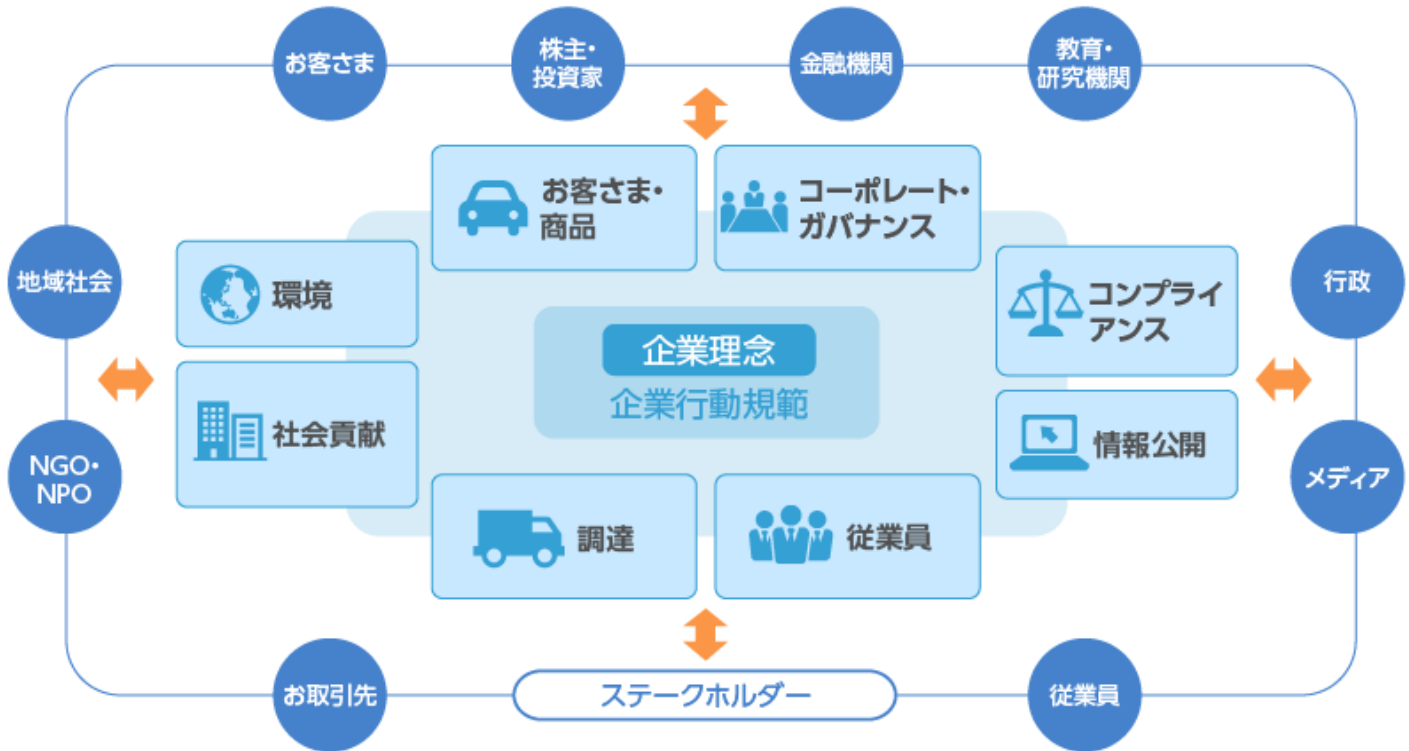 お客さま
株主・
投資家
金融機関
教育・
研究機関
お客さま・
商品
コーポレート・
ガバナンス
地域社会
環境
コンプライ
アンス
行政
企業理念
企業行動規範
社会貢献
情報公開
NGO・
NPO
メディア
調達
従業員
お取引先
ステークホルダー
従業員